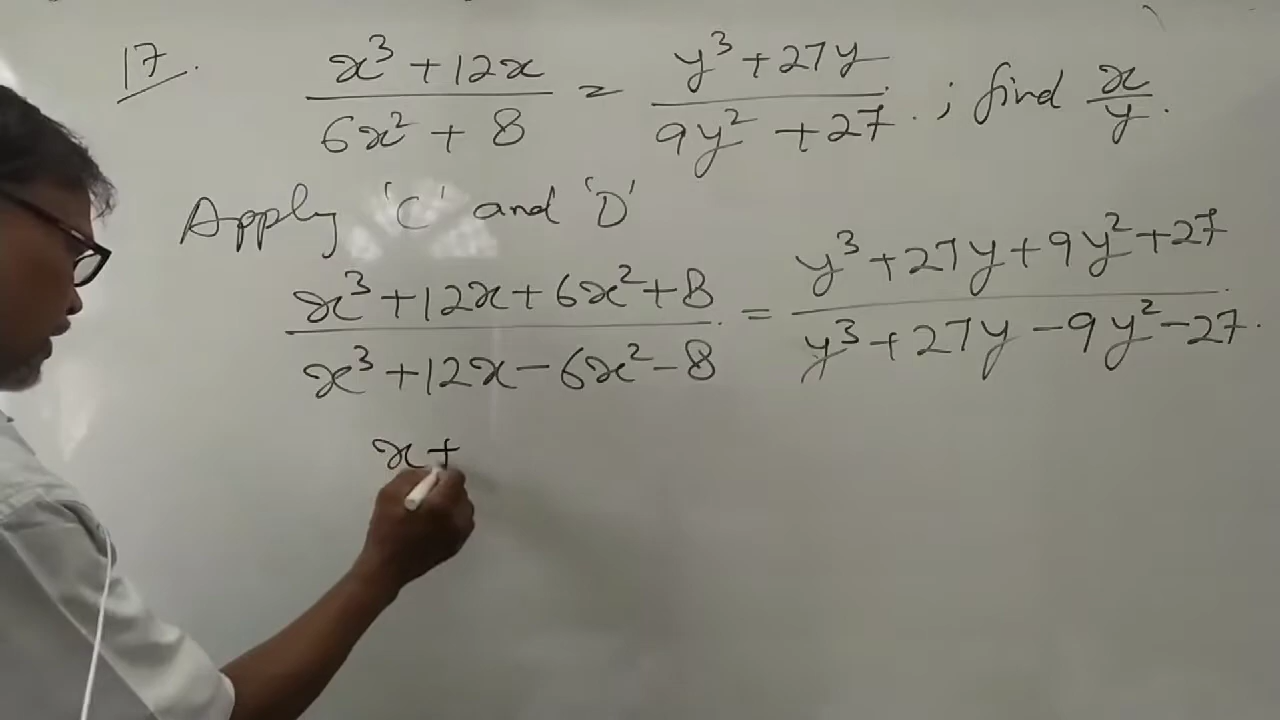 17. x³ + 12x / 6x² + 8 = y³ + 27y / 9y² + 27 ; find x/y.
Apply 'C' and 'D'
x³ + 12x + 6x² + 8 / x³ + 12x - 6x² - 8 = y³ + 27y + 9y² + 27 / y³ + 27y - 9y² - 27.
x +